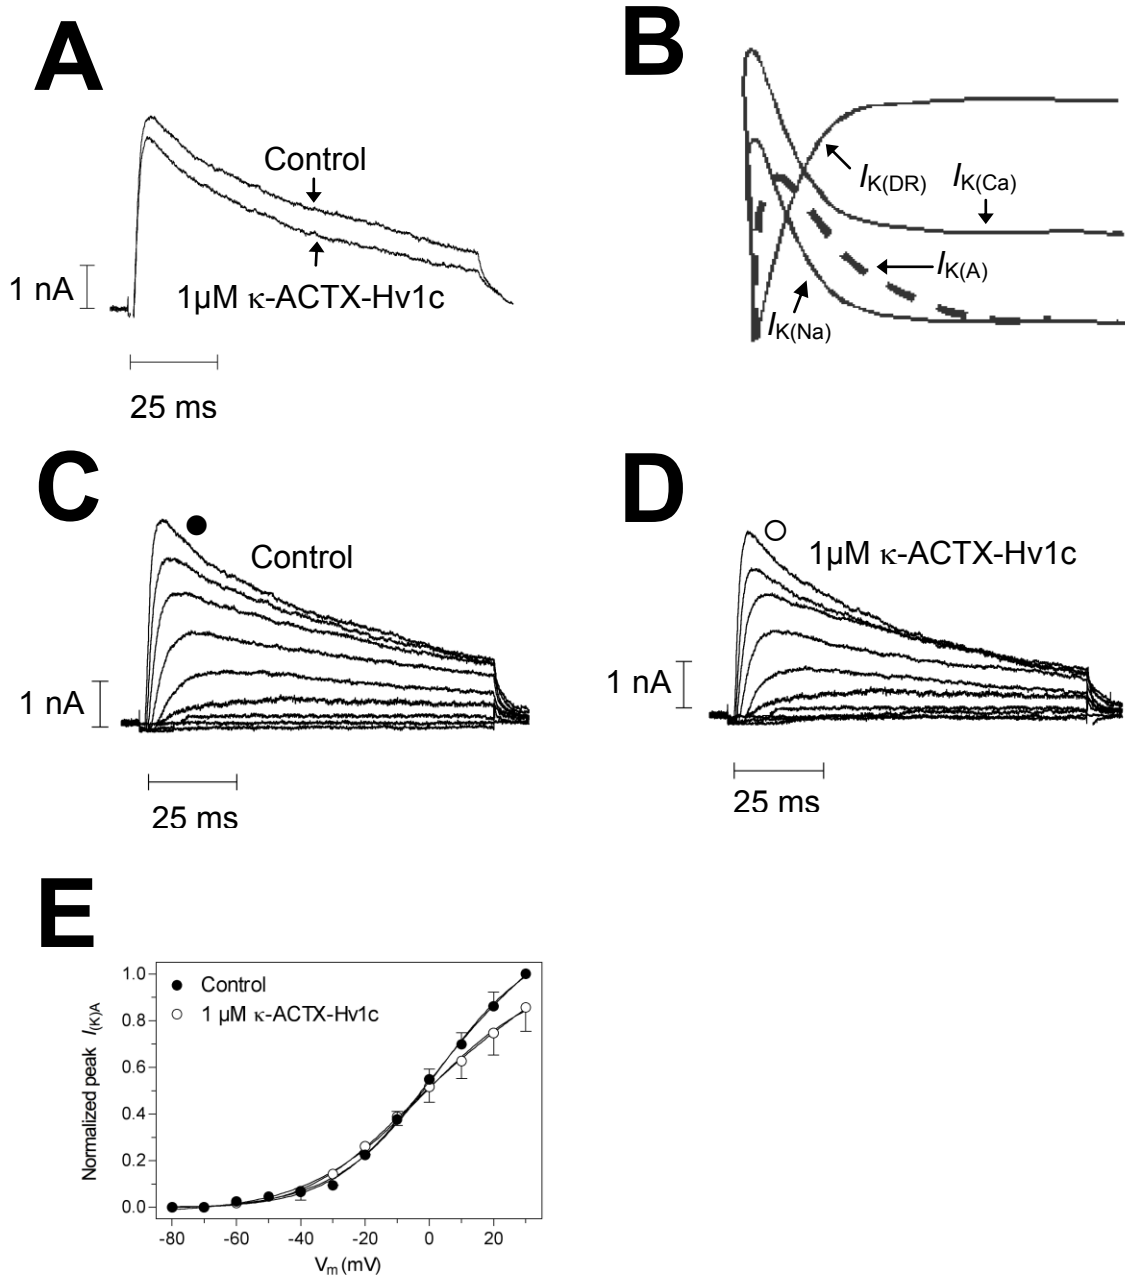 A
Control
1 nA
1µM κ-ACTX-Hv1c
25 ms
B
IK(DR)
IK(Ca)
IK(A)
IK(Na)
C
Control
1 nA
25 ms
D
1µM κ-ACTX-Hv1c
1 nA
25 ms
E
Normalized peak I(K)A
1.0
0.8
0.6
0.4
0.2
0.0
Control
1 µM κ-ACTX-Hv1c
-80 -60 -40 -20 0 20
Vm (mV)